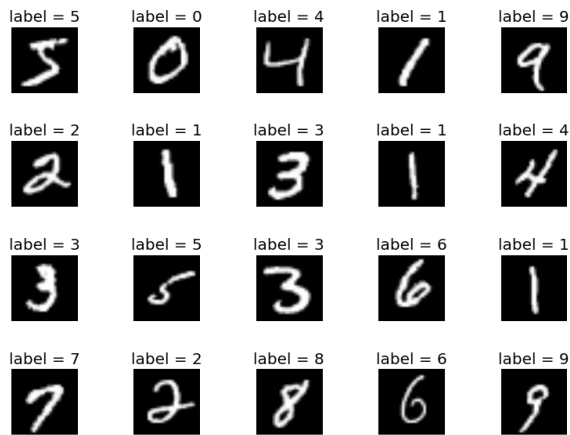 label = 5 label = 0 label = 4 label = 1 label = 9
5 0 4 1 9
label = 2 label = 1 label = 3 label = 1 label = 4
2 1 3 1 4
label = 3 label = 5 label = 3 label = 6 label = 1
3 5 3 6 1
label = 7 label = 2 label = 8 label = 6 label = 9
7 2 8 6 9